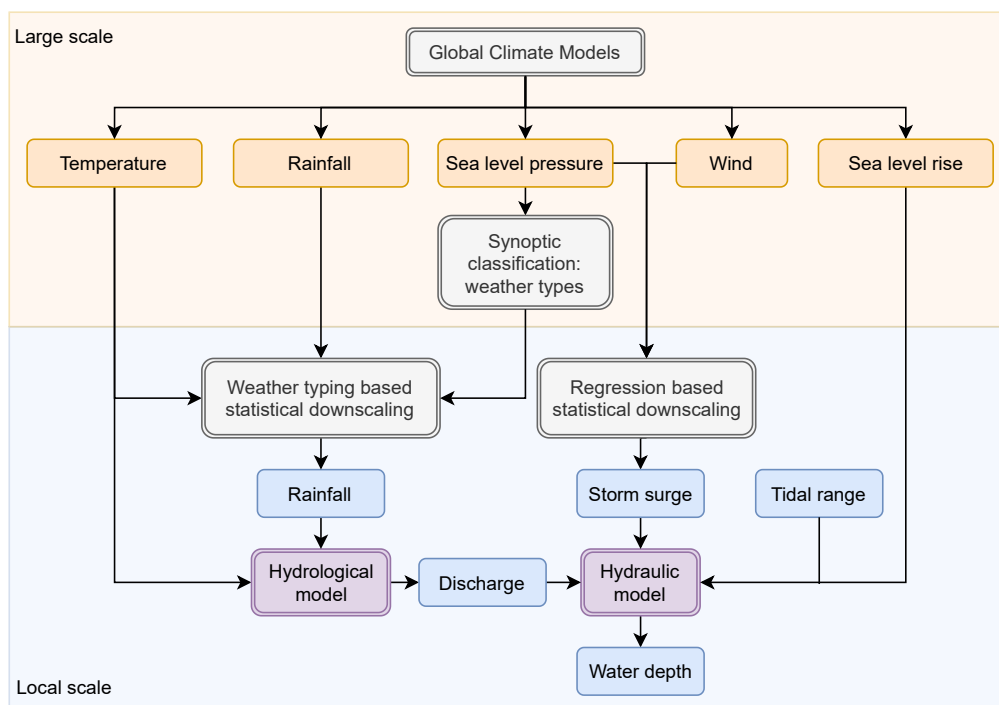 Large scale
Global Climate Models
Temperature
Rainfall
Sea level pressure
Wind
Sea level rise
Synoptic
classification:
weather types
Weather typing based
statistical downscaling
Regression based
statistical downscaling
Rainfall
Storm surge
Tidal range
Hydrological
model
Discharge
Hydraulic
model
Water depth
Local scale